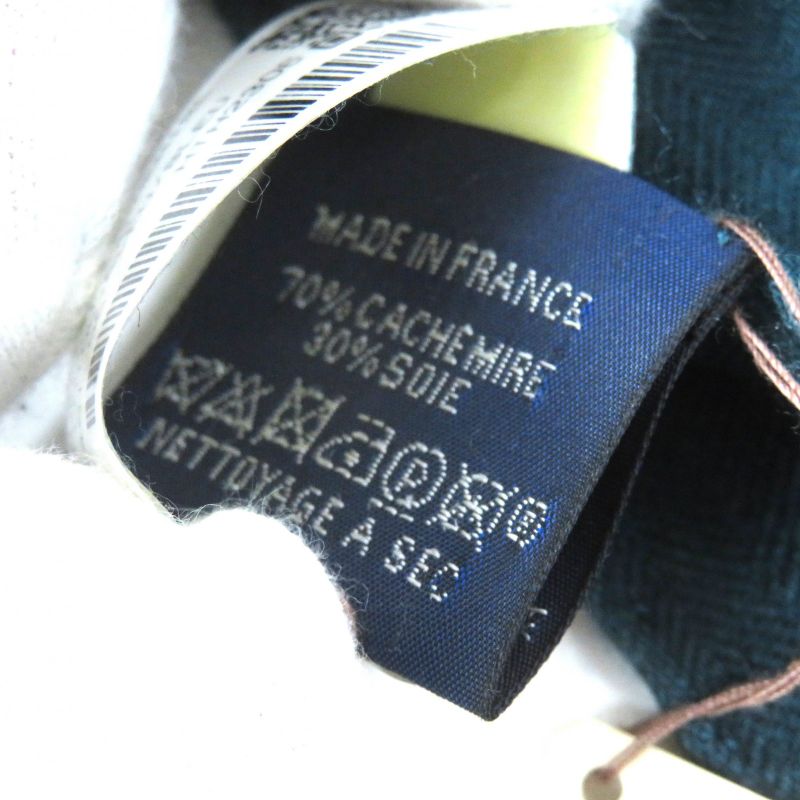 MADE IN FRANCE
70% CACHEMIRE
30% SOIE
P
NETTOYAGE À SEC